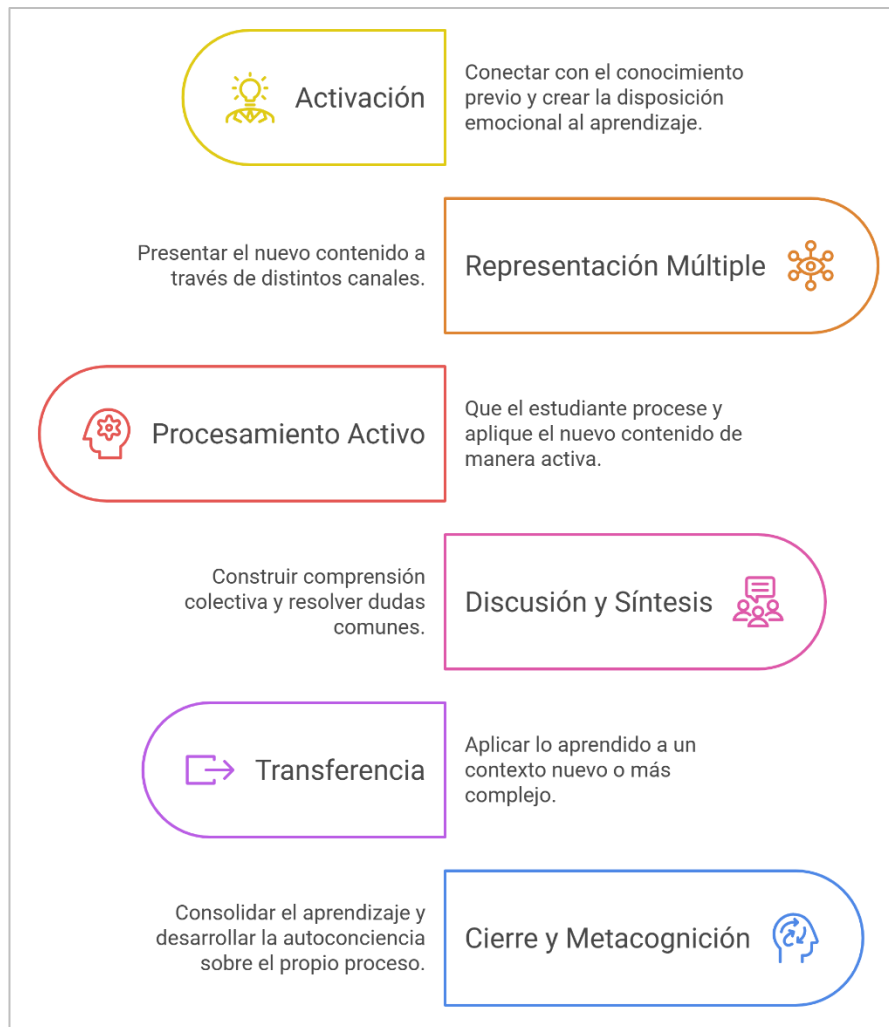 Activación
Conectar con el conocimiento
previo y crear la disposición
emocional al aprendizaje.
Presentar el nuevo contenido a
través de distintos canales.
Representación Múltiple
Procesamiento Activo
Que el estudiante procese y
aplique el nuevo contenido de
manera activa.
Construir comprensión
colectiva y resolver dudas
comunes.
Discusión y Síntesis
Transferencia
Aplicar lo aprendido a un
contexto nuevo o más
complejo.
Consolidar el aprendizaje y
desarrollar la autoconciencia
sobre el propio proceso.
Cierre y Metacognición